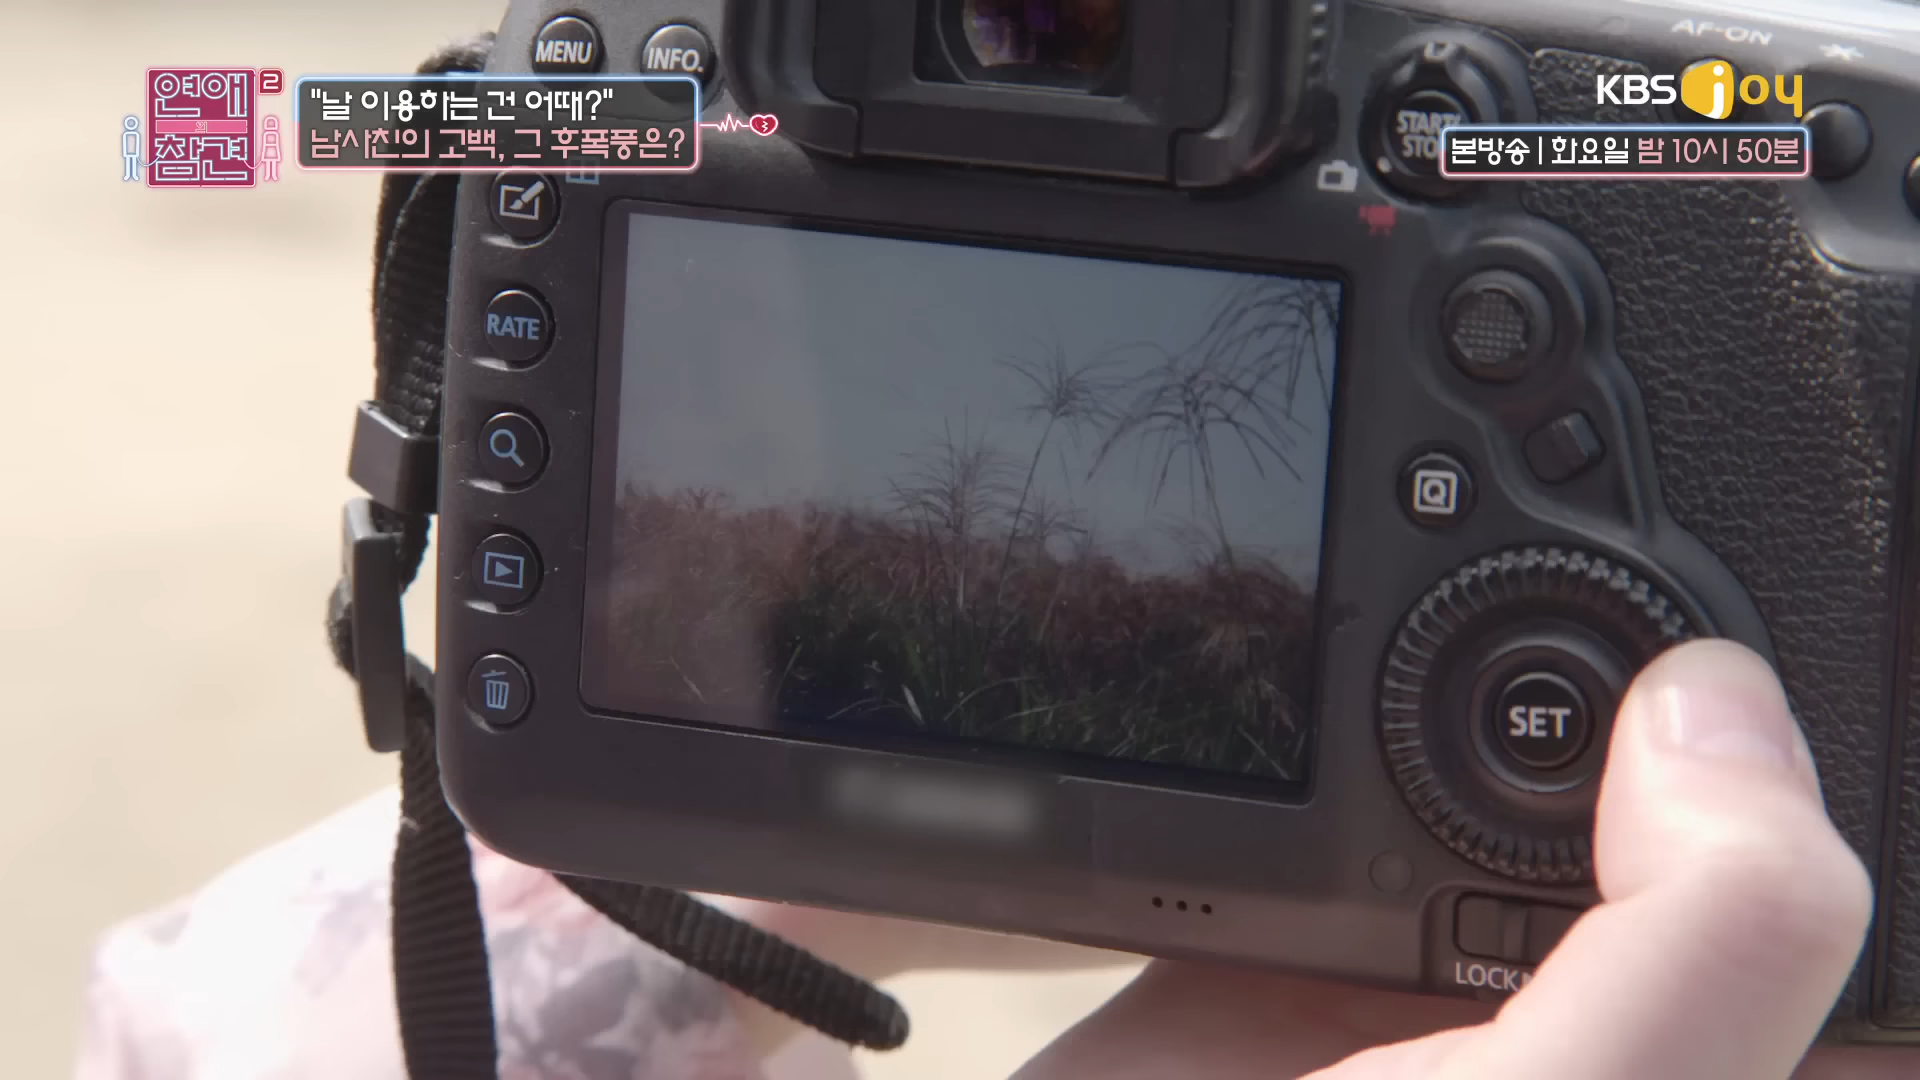 연애의
참견
2
"날 이용하는 건 어때?"
남사친의 고백, 그 후폭풍은?
KBS joy
본방송 | 화요일 밤 10시 50분
MENU
INFO.
AF-ON
START/
STOP
RATE
Q
SET
LOCK